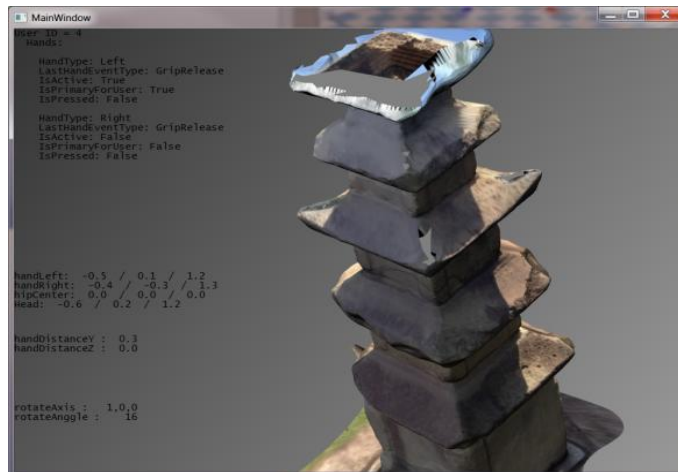 MainWindow
User ID = 4
Hands:
HandType: Left
LastHandEventType: GripRelease
IsActive: True
IsPrimaryForUser: True
IsPressed: False
HandType: Right
LastHandEventType: GripRelease
IsActive: False
IsPrimaryForUser: False
IsPressed: False
handLeft: -0.5 / 0.1 / 1.2
handRight: -0.4 / -0.3 / 1.3
hipCenter: 0.0 / 0.0 / 0.0
Head: -0.6 / 0.2 / 1.2
handDistanceY : 0.3
handDistanceZ : 0.0
rotateAxis : 1,0,0
rotateAnggle : 16